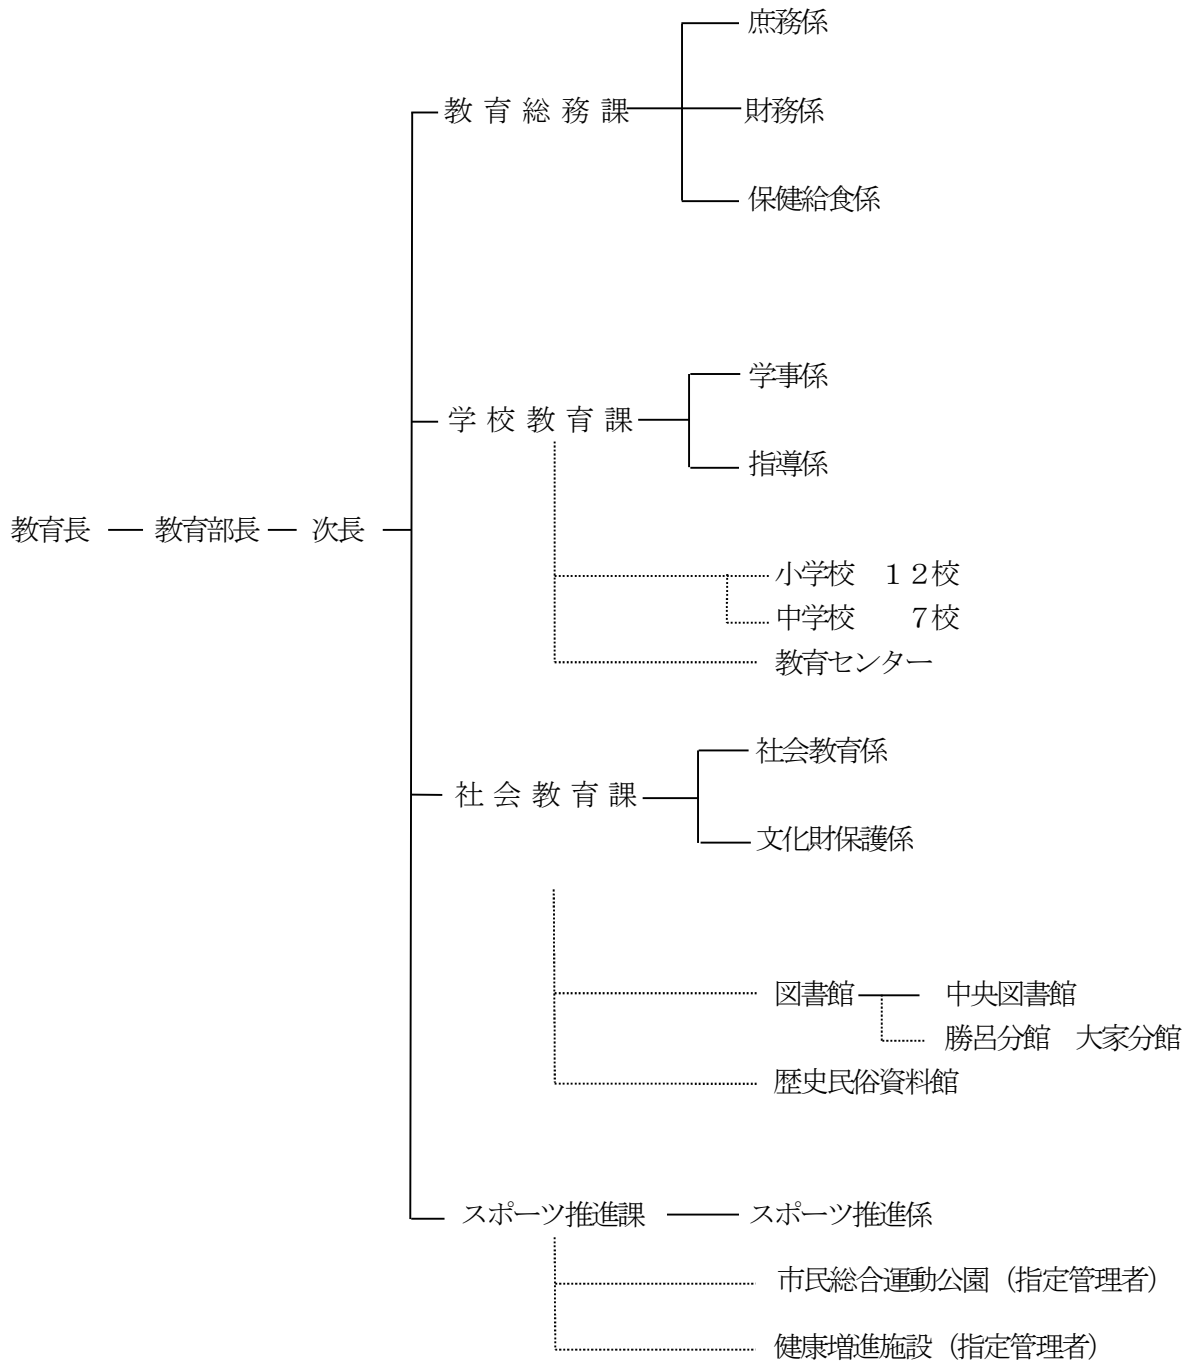 庶務係
教育総務課
財務係
保健給食係
学事係
学校教育課
指導係
教育長
教育部長
次長
小学校　１２校
中学校　　７校
教育センター
社会教育係
社会教育課
文化財保護係
図書館
中央図書館
勝呂分館　大家分館
歴史民俗資料館
スポーツ推進課
スポーツ推進係
市民総合運動公園（指定管理者）
健康増進施設（指定管理者）